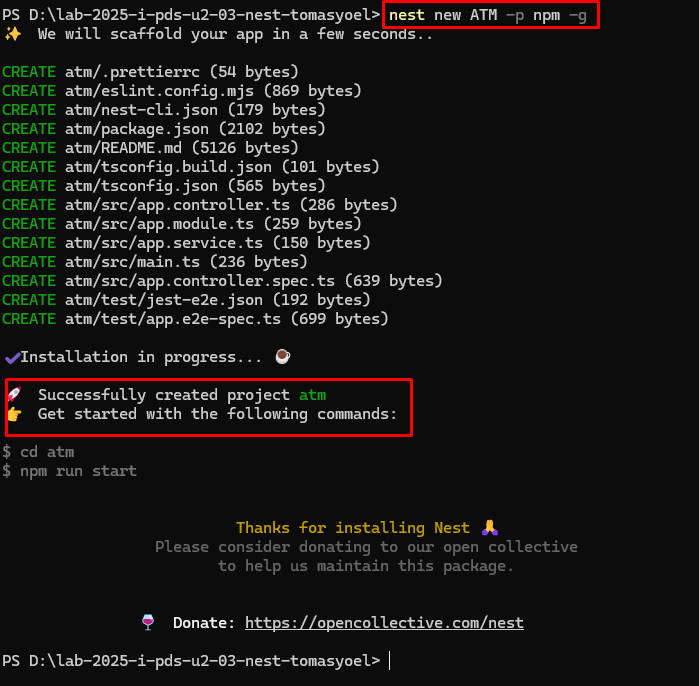 PS D:\lab-2025-i-pds-u2-03-nest-tomasyoel> nest new ATM -p npm -g
✨  We will scaffold your app in a few seconds..
CREATE atm/.prettierrc (54 bytes)
CREATE atm/eslint.config.mjs (869 bytes)
CREATE atm/nest-cli.json (179 bytes)
CREATE atm/package.json (2102 bytes)
CREATE atm/README.md (5126 bytes)
CREATE atm/tsconfig.build.json (101 bytes)
CREATE atm/tsconfig.json (565 bytes)
CREATE atm/src/app.controller.ts (286 bytes)
CREATE atm/src/app.module.ts (259 bytes)
CREATE atm/src/app.service.ts (150 bytes)
CREATE atm/src/main.ts (236 bytes)
CREATE atm/src/app.controller.spec.ts (639 bytes)
CREATE atm/test/jest-e2e.json (192 bytes)
CREATE atm/test/app.e2e-spec.ts (699 bytes)
✔Installation in progress... ☕
🚀  Successfully created project atm
👉  Get started with the following commands:
$ cd atm
$ npm run start
Thanks for installing Nest 🙏
Please consider donating to our open collective
to help us maintain this package.
🍷  Donate: https://opencollective.com/nest
PS D:\lab-2025-i-pds-u2-03-nest-tomasyoel>